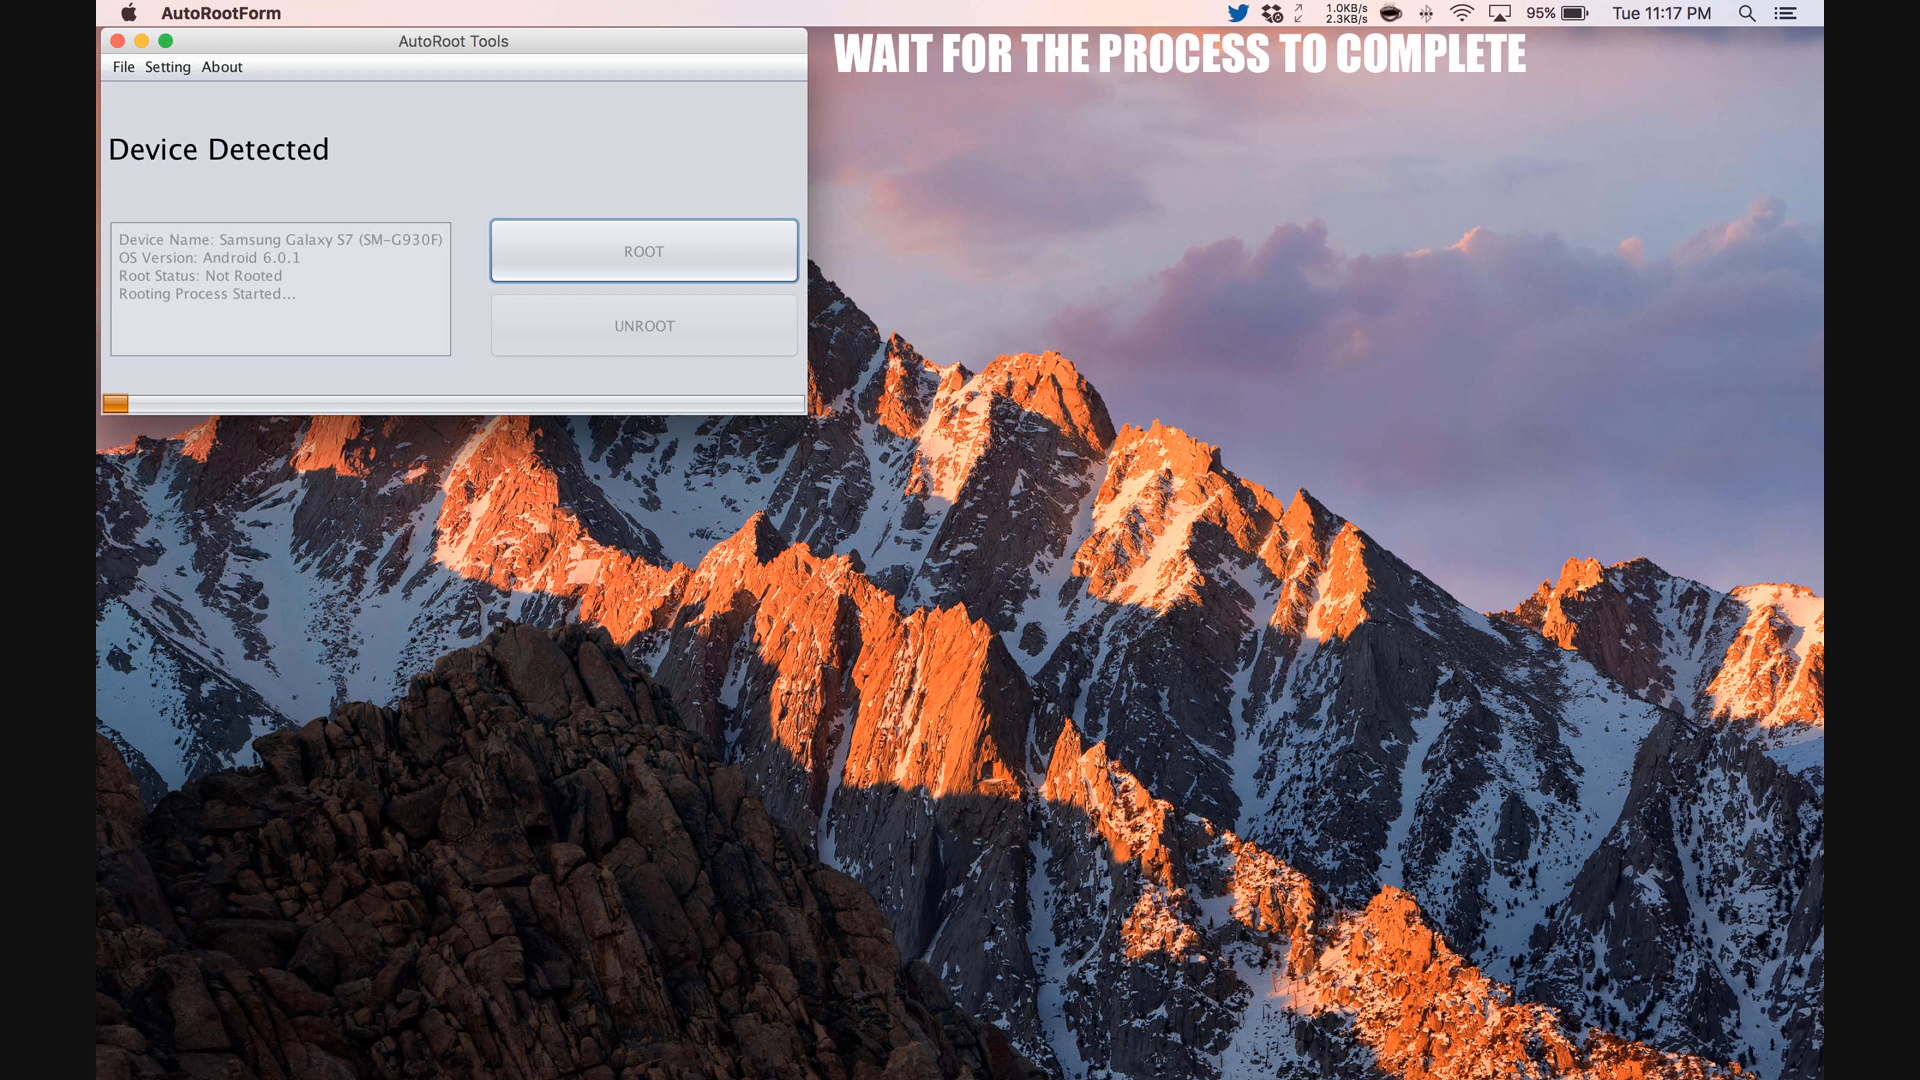 AutoRootForm
1.0KB/s
2.3KB/s
95%
Tue 11:17 PM
AutoRoot Tools
WAIT FOR THE PROCESS TO COMPLETE
File Setting About
Device Detected
Device Name: Samsung Galaxy S7 (SM-G930F)
OS Version: Android 6.0.1
Root Status: Not Rooted
Rooting Process Started...
ROOT
UNROOT